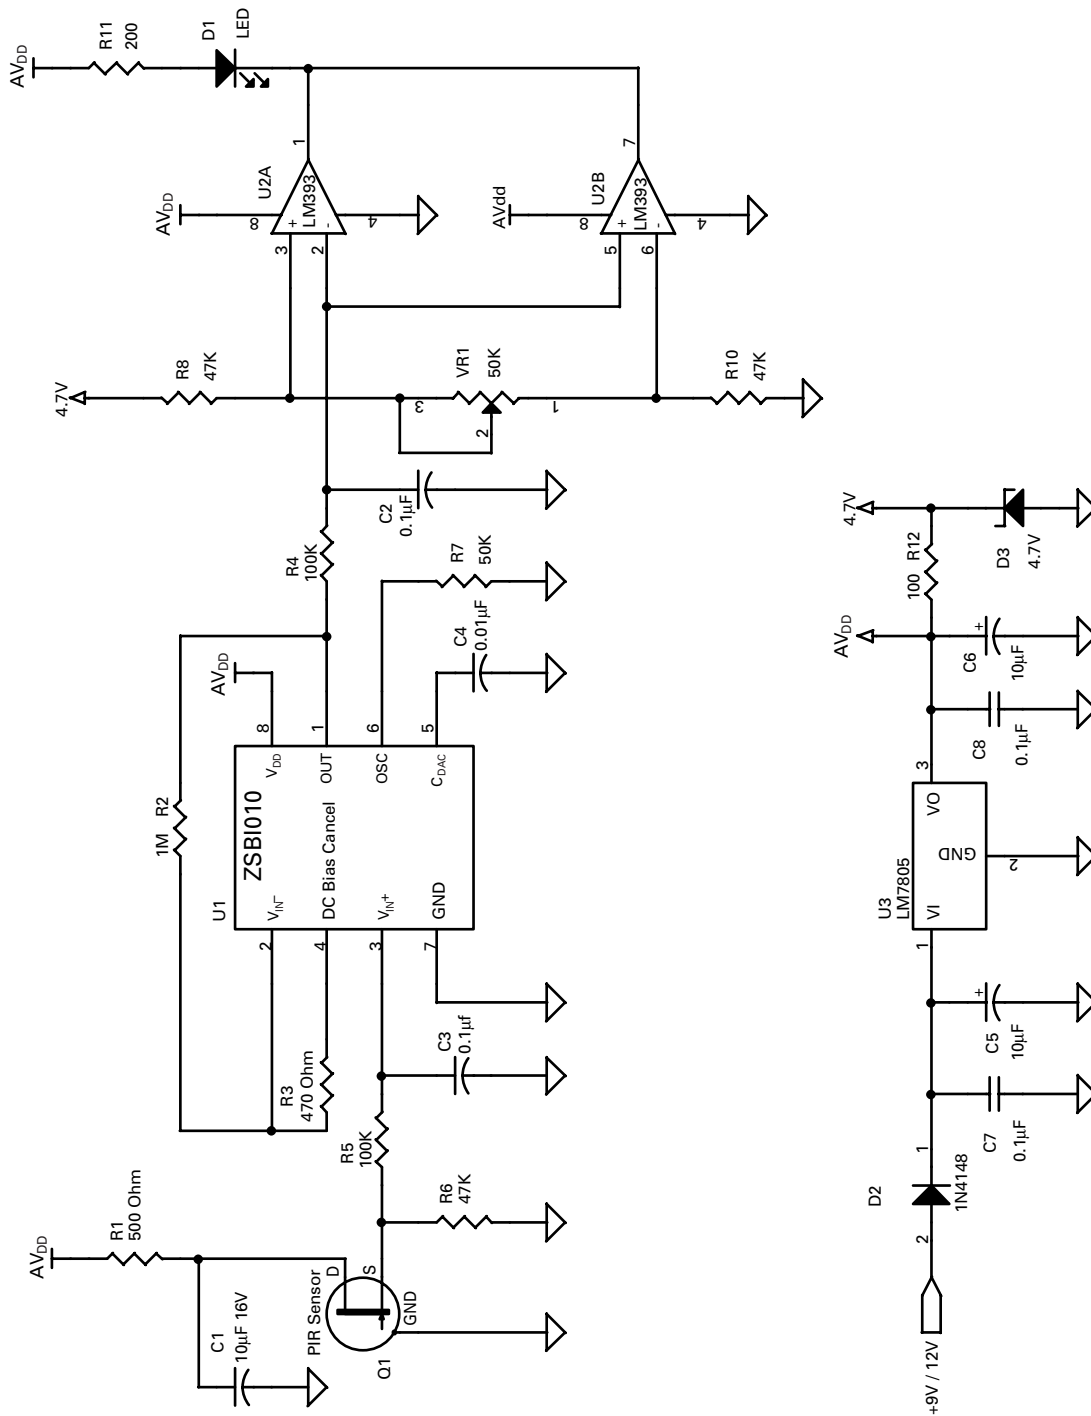 AVDD
R1
500 Ohm
C1
10µF 16V
PIR Sensor
D
S
GND
Q1
R6
47K
R5
100K
C3
0.1µf
R3
470 Ohm
1M R2
U1
2
4
3
7
VIN-
DC Bias Cancel
VIN+
GND
ZSBI010
VDD
OUT
OSC
CDAC
8
1
6
5
AVDD
C4
0.01µF
R7
50K
R4
100K
C2
0.1µF
4.7V
R8
47K
3
VR1
50K
2
1
R10
47K
AVDD
8
3
2
+
-
LM393
U2A
4
1
AVdd
8
5
6
+
-
LM393
U2B
4
7
AVDD
R11
200
D1
LED
+9V / 12V
2
D2
1N4148
1
C7
0.1µF
+
C5
10µF
1
U3
LM7805
VI
GND
VO
2
3
C8
0.1µF
AVDD
+
C6
10µF
100 R12
4.7V
D3
4.7V